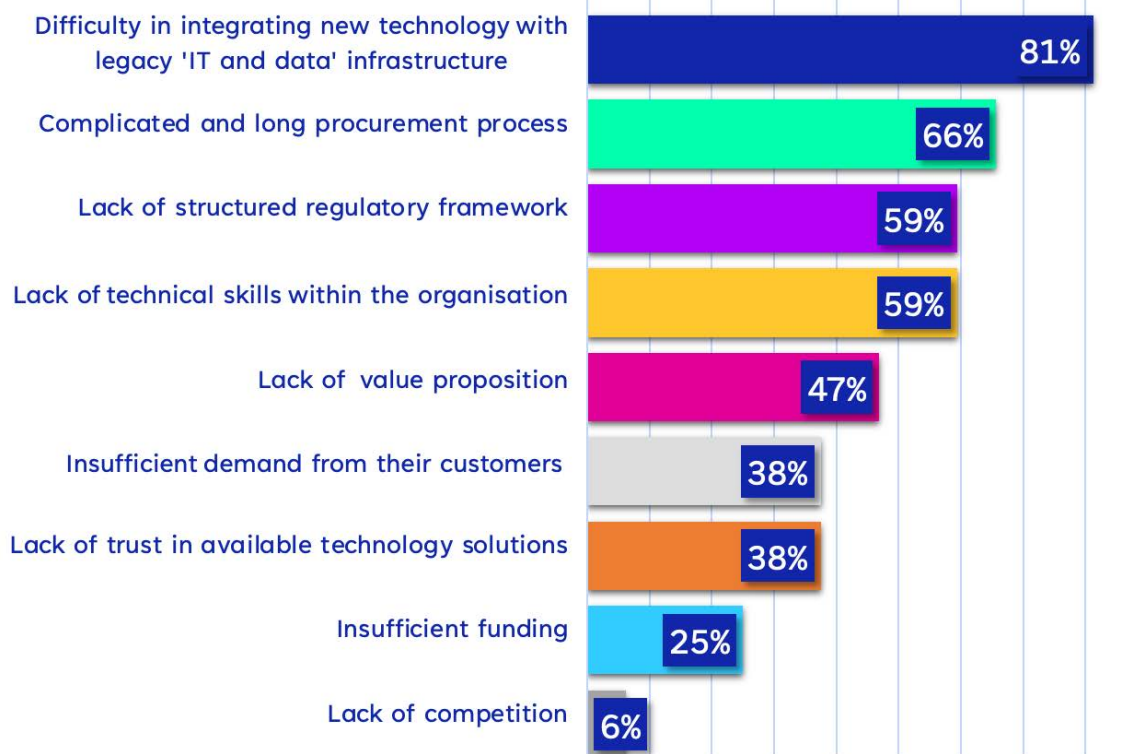 Difficulty in integrating new technology with
legacy 'IT and data' infrastructure
81%
Complicated and long procurement process
66%
Lack of structured regulatory framework
59%
Lack of technical skills within the organisation
59%
Lack of value proposition
47%
Insufficient demand from their customers
38%
Lack of trust in available technology solutions
38%
Insufficient funding
25%
Lack of competition
6%